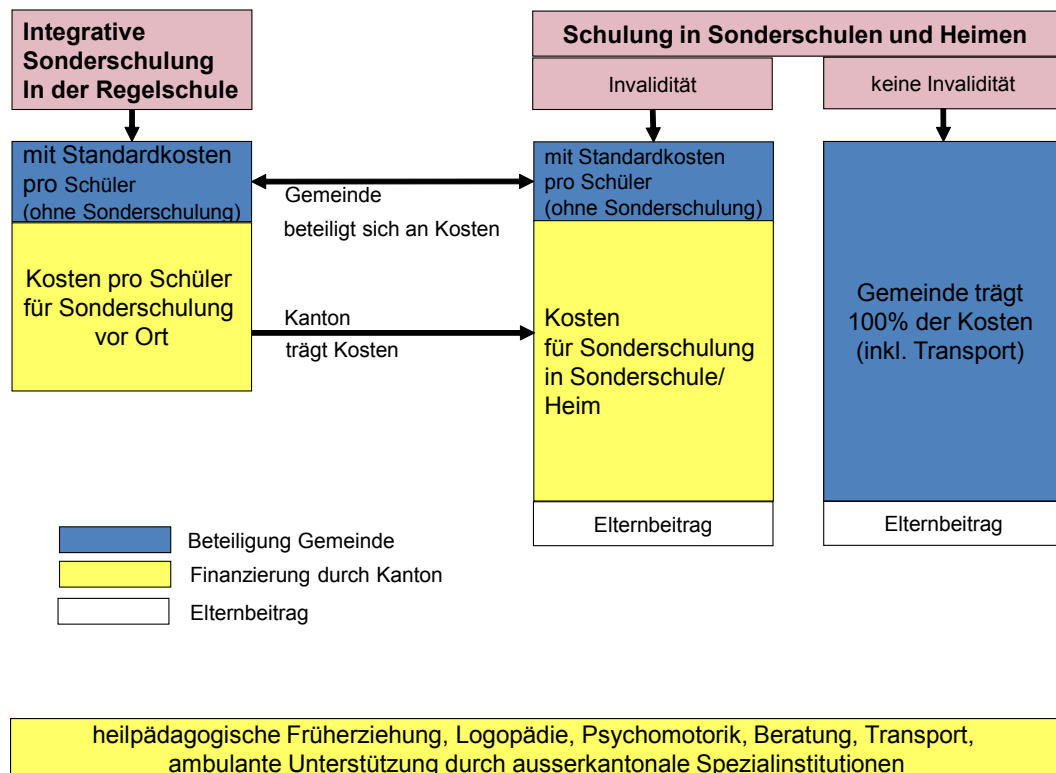 Integrative
Sonderschulung
In der Regelschule
Schulung in Sonderschulen und Heimen
Invalidität
keine Invalidität
mit Standardkosten
pro Schüler
(ohne Sonderschulung)
Gemeinde
beteiligt sich an Kosten
mit Standardkosten
pro Schüler
(ohne Sonderschulung)
Kosten pro Schüler
für Sonderschulung
vor Ort
Kanton
trägt Kosten
Kosten
für Sonderschulung
in Sonderschule/
Heim
Gemeinde trägt
100% der Kosten
(inkl. Transport)
Elternbeitrag
Elternbeitrag
Beteiligung Gemeinde
Finanzierung durch Kanton
Elternbeitrag
heilpädagogische Früherziehung, Logopädie, Psychomotorik, Beratung, Transport,
ambulante Unterstützung durch ausserkantonale Spezialinstitutionen